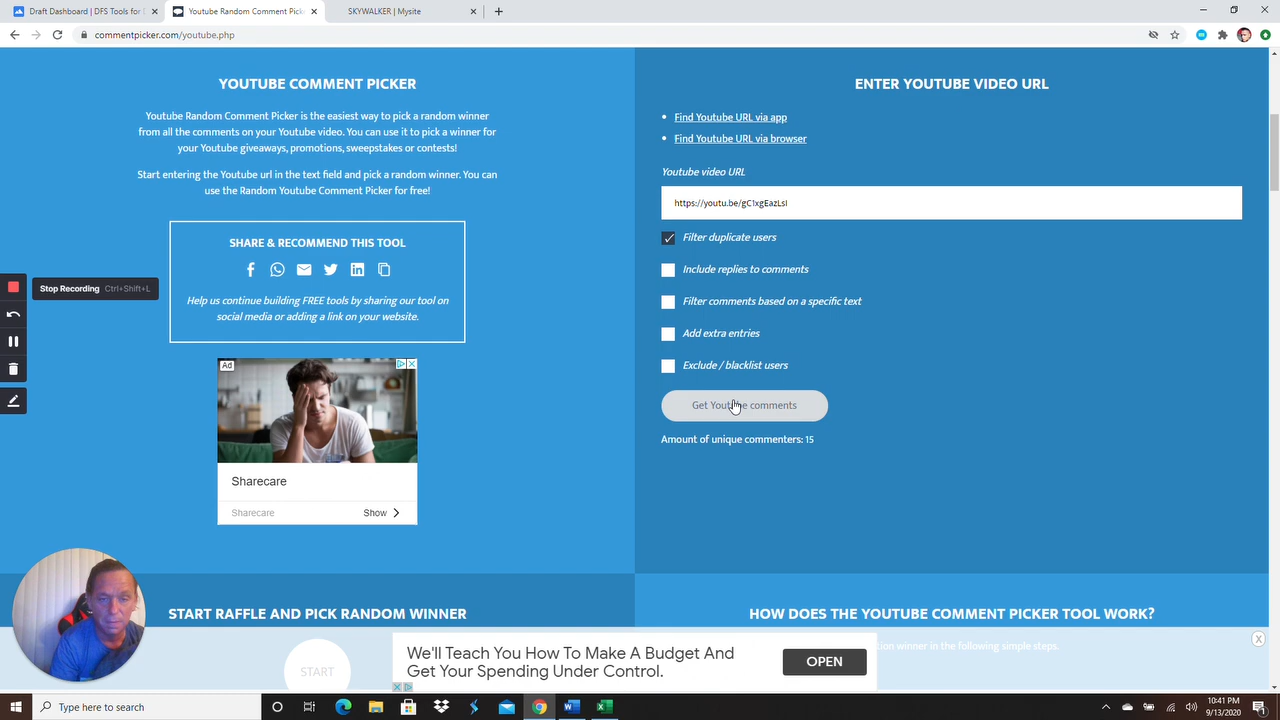 Draft Dashboard | DFS Tools for D
Youtube Random Comment Picke
SKYWALKER | Mysite
commentpicker.com/youtube.php
YOUTUBE COMMENT PICKER
Youtube Random Comment Picker is the easiest way to pick a random winner
from all the comments on your Youtube video. You can use it to pick a winner for
your Youtube giveaways, promotions, sweepstakes or contests!
Start entering the Youtube url in the text field and pick a random winner. You can
use the Random Youtube Comment Picker for free!
SHARE & RECOMMEND THIS TOOL
Help us continue building FREE tools by sharing our tool on
social media or adding a link on your website.
Stop Recording Ctrl+Shift+L
Ad
Sharecare
Sharecare
Show
ENTER YOUTUBE VIDEO URL
Find Youtube URL via app
Find Youtube URL via browser
Youtube video URL
https://youtu.be/gC1xgEazLsI
Filter duplicate users
Include replies to comments
Filter comments based on a specific text
Add extra entries
Exclude / blacklist users
Get Youtube comments
Amount of unique commenters: 15
START RAFFLE AND PICK RANDOM WINNER
START
HOW DOES THE YOUTUBE COMMENT PICKER TOOL WORK?
tion winner in the following simple steps.
We'll Teach You How To Make A Budget And
Get Your Spending Under Control.
OPEN
X
Type here to search
10:41 PM
9/13/2020